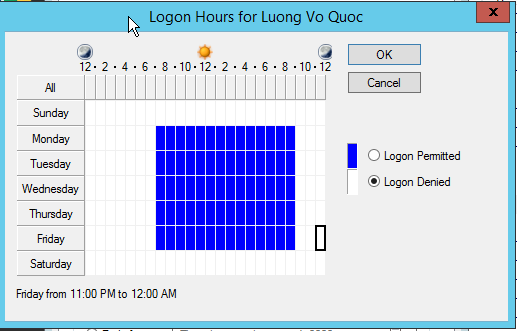 Logon Hours for Luong Vo Quoc
x
OK
12 · 2 · 4 · 6 · 8 · 10 · 12 · 2 · 4 · 6 · 8 · 10 · 12
Cancel
All
Sunday
Monday
Tuesday
Wednesday
Thursday
Friday
Saturday
Logon Permitted
Logon Denied
Friday from 11:00 PM to 12:00 AM